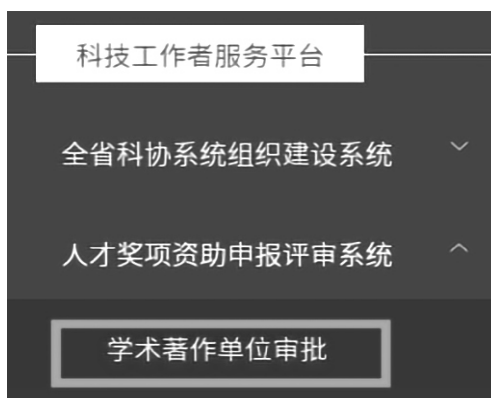 科技工作者服务平台
全省科协系统组织建设系统
人才奖项资助申报评审系统
学术著作单位审批